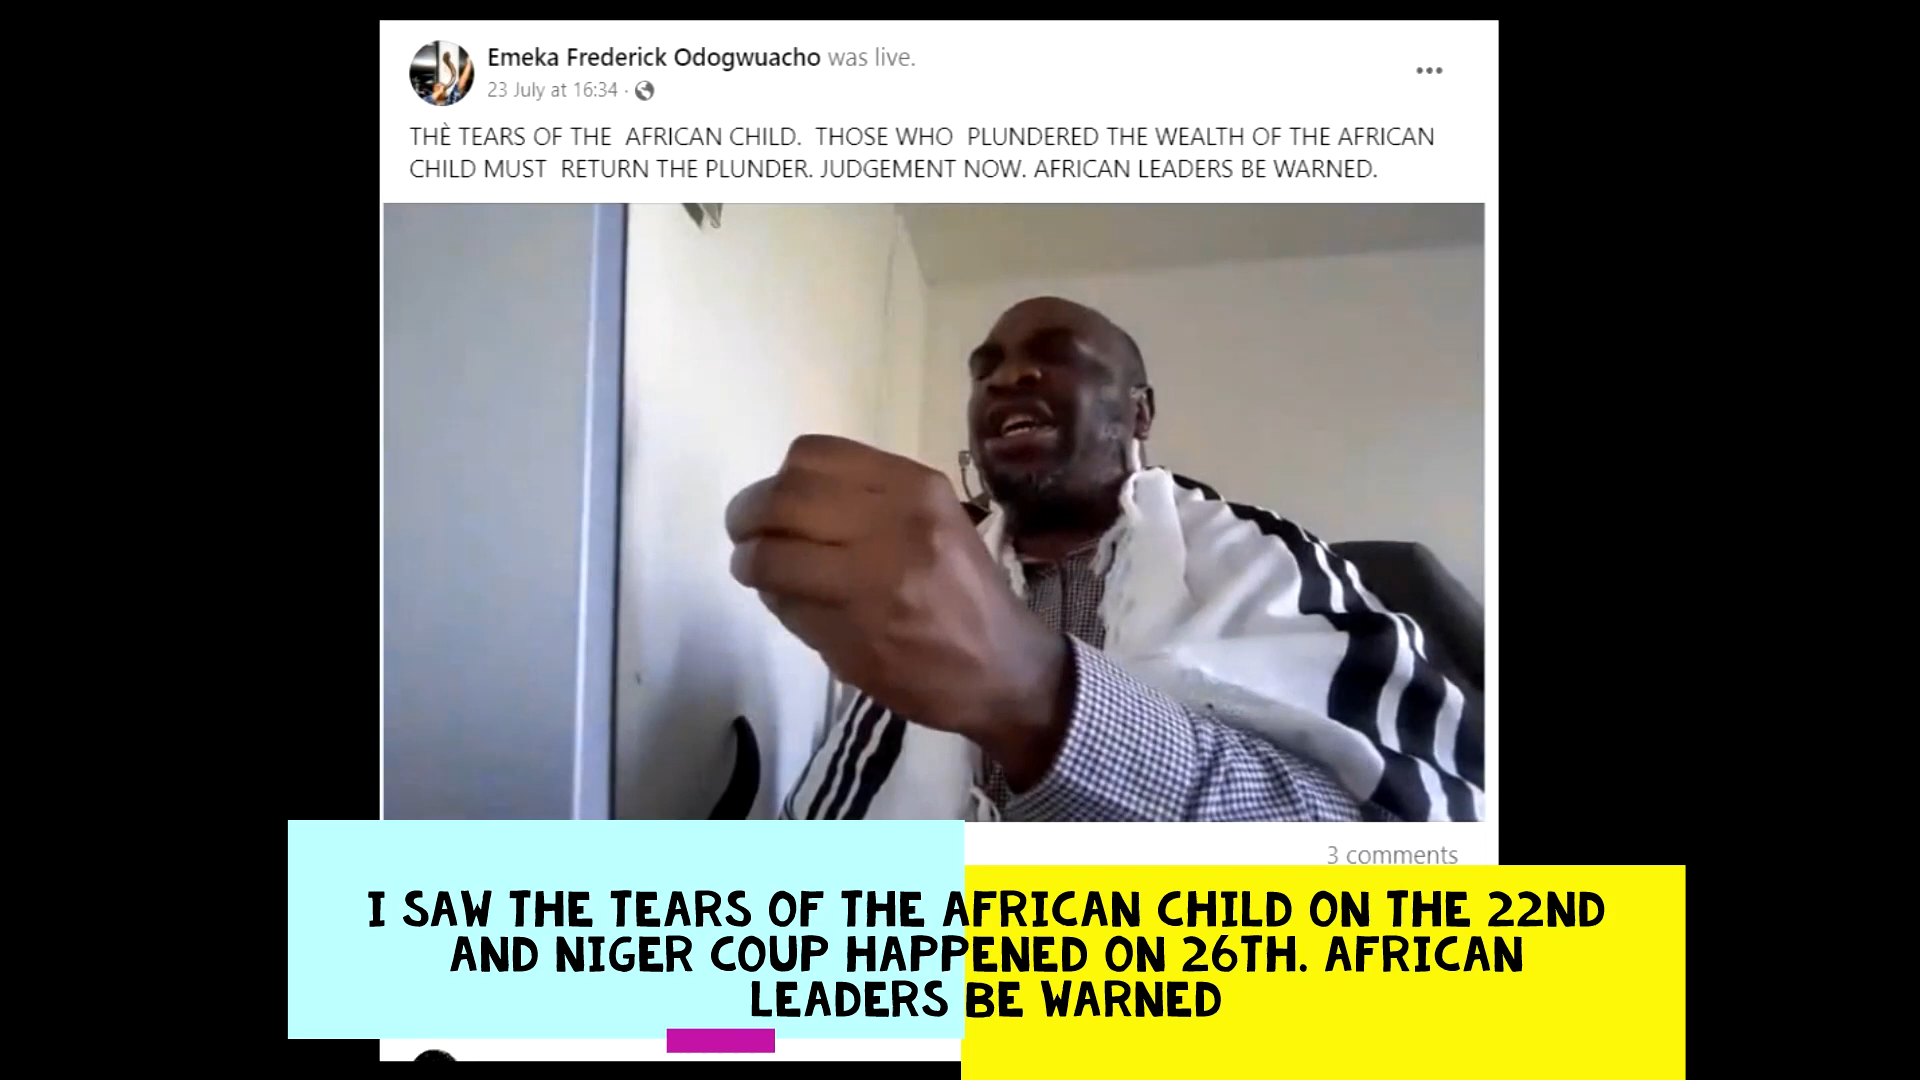 Emeka Frederick Odogwuacho was live.
23 July at 16:34 ·
THÈ TEARS OF THE AFRICAN CHILD. THOSE WHO PLUNDERED THE WEALTH OF THE AFRICAN
CHILD MUST RETURN THE PLUNDER. JUDGEMENT NOW. AFRICAN LEADERS BE WARNED.
3 comments
I SAW THE TEARS OF THE AFRICAN CHILD ON THE 22ND
AND NIGER COUP HAPPENED ON 26TH. AFRICAN
LEADERS BE WARNED